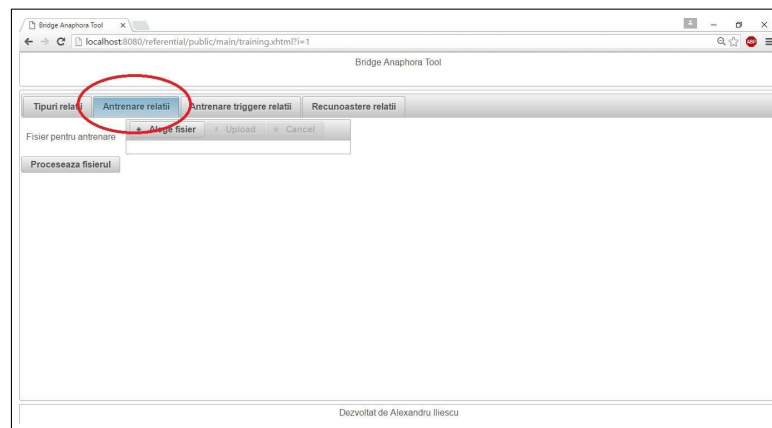 Bridge Anaphora Tool
localhost:8080/referential/public/main/training.xhtml?i=1
ABP
Bridge Anaphora Tool
Tipuri relatii Antrenare relatii Antrenare triggere relatii Recunoastere relatii
Fisier pentru antrenare + Alege fisier Upload Cancel
Proceseaza fisierul
Dezvoltat de Alexandru Iliescu